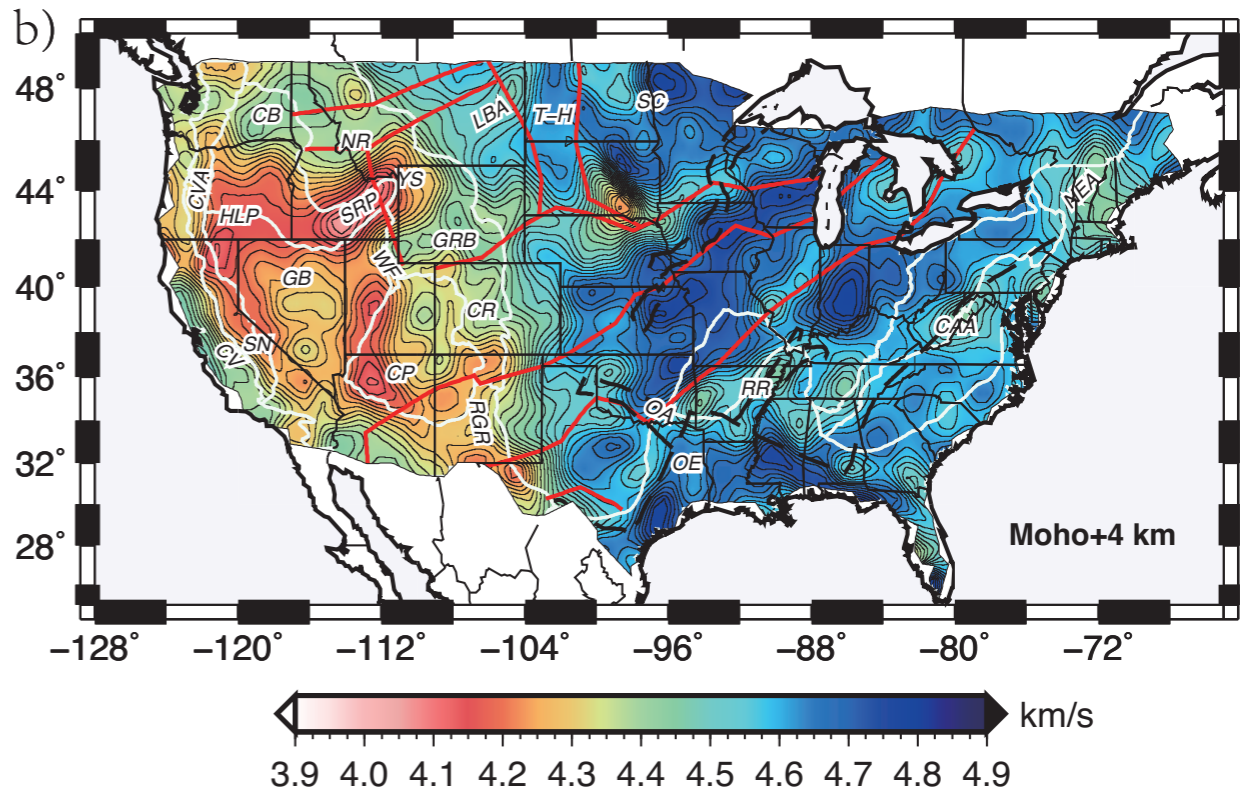 b)
48°
44°
40°
36°
32°
28°
CB
NR
LBA
T–H
SC
CVA
HLP
SRP
YS
GRB
NEA
GB
WF
CR
CAA
CV
SN
CP
RGR
OA
RR
OE
Moho+4 km
−128°
−120°
−112°
−104°
−96°
−88°
−80°
−72°
km/s
3.9 4.0 4.1 4.2 4.3 4.4 4.5 4.6 4.7 4.8 4.9